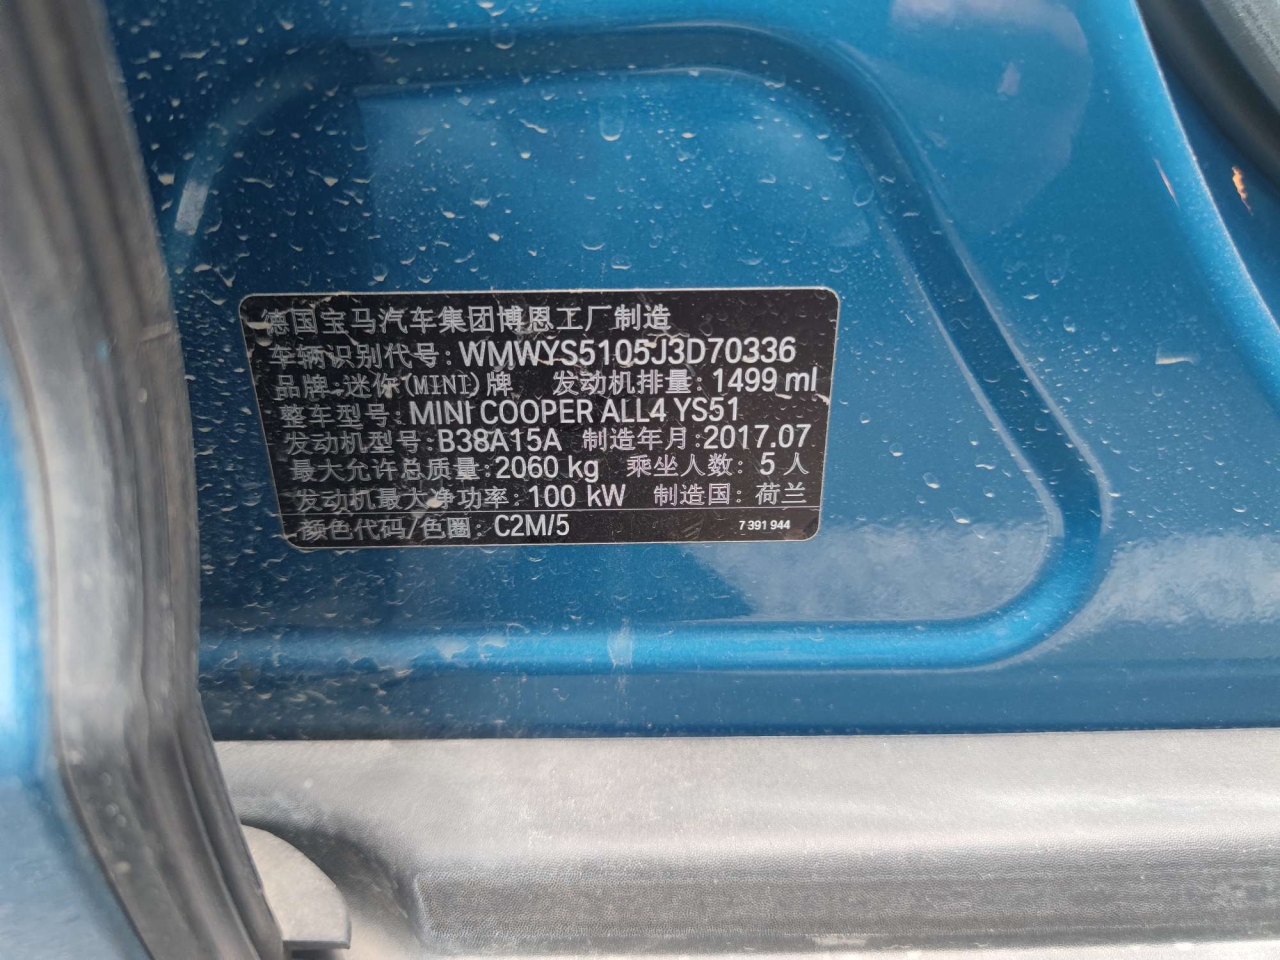 德国宝马汽车集团博恩工厂制造
车辆识别代号: WMWYS5105J3D70336
品牌:迷你(MINI)牌 发动机排量: 1499 ml
整车型号: MINI COOPER ALL4 YS51
发动机型号: B38A15A 制造年月:2017.07
最大允许总质量: 2060 kg 乘坐人数: 5 人
发动机最大净功率: 100 kW 制造国: 荷兰
颜色代码/色圈: C2M/5 7 391 944